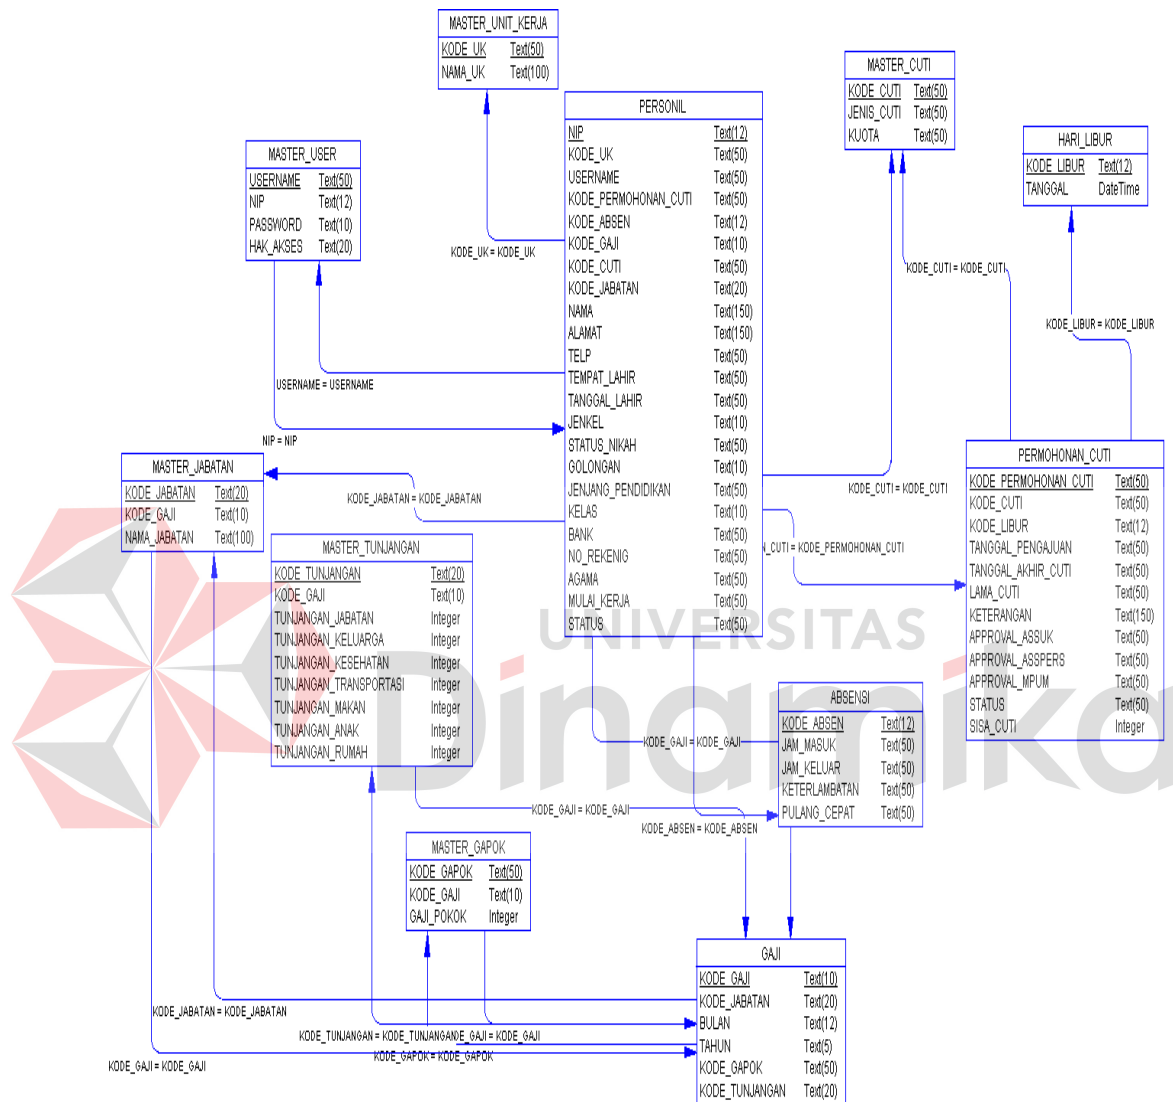 MASTER_UNIT_KERJA
KODE_UK Text(50)
NAMA_UK Text(100)
MASTER_CUTI
KODE_CUTI Text(50)
JENIS_CUTI Text(50)
KUOTA Text(50)
PERSONIL
NIP Text(12)
KODE_UK Text(50)
USERNAME Text(50)
KODE_PERMOHONAN_CUTI Text(50)
KODE_ABSEN Text(12)
KODE_GAJI Text(10)
KODE_CUTI Text(50)
KODE_JABATAN Text(20)
NAMA Text(150)
ALAMAT Text(150)
TELP Text(50)
TEMPAT_LAHIR Text(50)
TANGGAL_LAHIR Text(50)
JENKEL Text(10)
STATUS_NIKAH Text(50)
GOLONGAN Text(10)
JENJANG_PENDIDIKAN Text(50)
KELAS Text(10)
BANK Text(50)
NO_REKENIG Text(50)
AGAMA Text(50)
MULAI_KERJA Text(50)
STATUS Text(50)
HARI_LIBUR
KODE_LIBUR Text(12)
TANGGAL DateTime
MASTER_USER
USERNAME Text(50)
NIP Text(12)
PASSWORD Text(10)
HAK_AKSES Text(20)
KODE_UK = KODE_UK
KODE_CUTI = KODE_CUTI
KODE_LIBUR = KODE_LIBUR
USERNAME = USERNAME
NIP = NIP
MASTER_JABATAN
KODE_JABATAN Text(20)
KODE_GAJI Text(10)
NAMA_JABATAN Text(100)
KODE_JABATAN = KODE_JABATAN
KODE_CUTI = KODE_CUTI
PERMOHONAN_CUTI
KODE_PERMOHONAN_CUTI Text(50)
KODE_CUTI Text(50)
KODE_LIBUR Text(12)
TANGGAL_PENGAJUAN Text(50)
TANGGAL_AKHIR_CUTI Text(50)
LAMA_CUTI Text(50)
KETERANGAN Text(150)
APPROVAL_ASSUK Text(50)
APPROVAL_ASSPERS Text(50)
APPROVAL_MPUM Text(50)
STATUS Text(50)
SISA_CUTI Integer
N_CUTI = KODE_PERMOHONAN_CUTI
MASTER_TUNJANGAN
KODE_TUNJANGAN Text(20)
KODE_GAJI Text(10)
TUNJANGAN_JABATAN Integer
TUNJANGAN_KELUARGA Integer
TUNJANGAN_KESEHATAN Integer
TUNJANGAN_TRANSPORTASI Integer
TUNJANGAN_MAKAN Integer
TUNJANGAN_ANAK Integer
TUNJANGAN_RUMAH Integer
UNIVERSITAS
Dinamika
ABSENSI
KODE_ABSEN Text(12)
JAM_MASUK Text(50)
JAM_KELUAR Text(50)
KETERLAMBATAN Text(50)
PULANG_CEPAT Text(50)
KODE_GAJI = KODE_GAJI
KODE_GAJI = KODE_GAJI
KODE_ABSEN = KODE_ABSEN
MASTER_GAPOK
KODE_GAPOK Text(50)
KODE_GAJI Text(10)
GAJI_POKOK Integer
GAJI
KODE_GAJI Text(10)
KODE_JABATAN Text(20)
BULAN Text(12)
TAHUN Text(5)
KODE_GAPOK Text(50)
KODE_TUNJANGAN Text(20)
KODE_JABATAN = KODE_JABATAN
KODE_TUNJANGAN = KODE_TUNJANGAN
DE_GAJI = KODE_GAJI
KODE_GAPOK = KODE_GAPOK
KODE_GAJI = KODE_GAJI